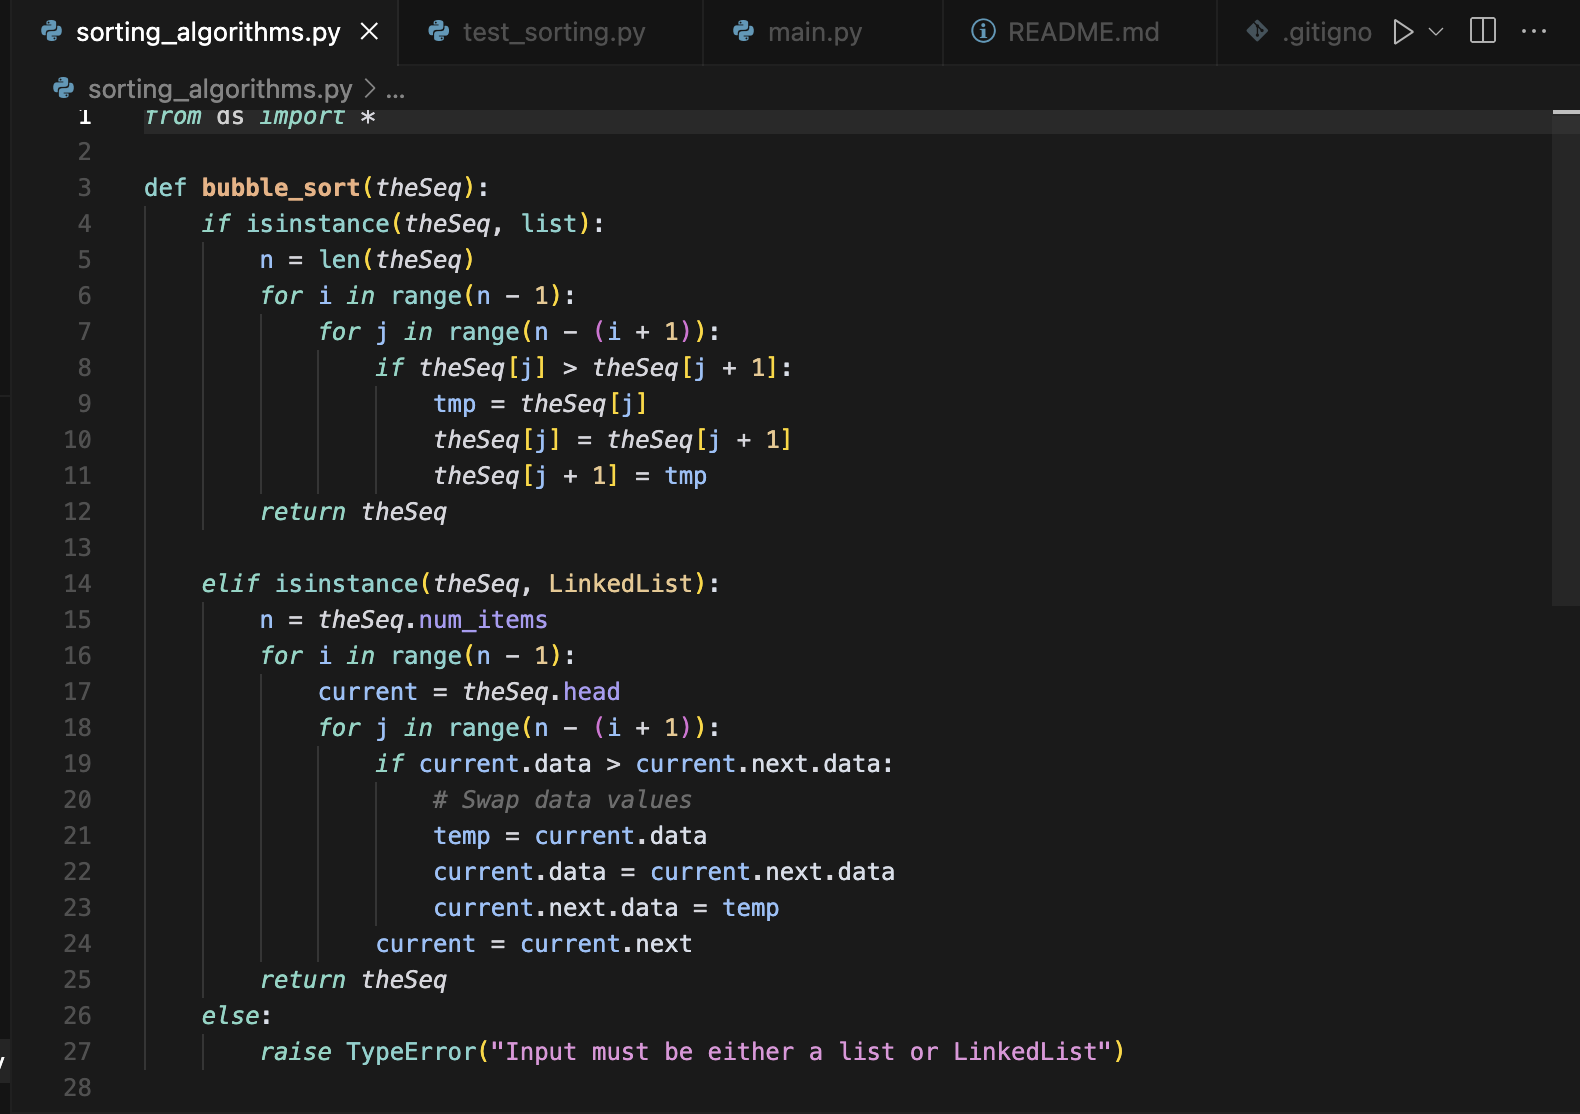 sorting_algorithms.py × test_sorting.py main.py README.md .gitigno ...
sorting_algorithms.py > ...
1 from ds import *
2
3 def bubble_sort(theSeq):
4 if isinstance(theSeq, list):
5 n = len(theSeq)
6 for i in range(n - 1):
7 for j in range(n - (i + 1)):
8 if theSeq[j] > theSeq[j + 1]:
9 tmp = theSeq[j]
10 theSeq[j] = theSeq[j + 1]
11 theSeq[j + 1] = tmp
12 return theSeq
13
14 elif isinstance(theSeq, LinkedList):
15 n = theSeq.num_items
16 for i in range(n - 1):
17 current = theSeq.head
18 for j in range(n - (i + 1)):
19 if current.data > current.next.data:
20 # Swap data values
21 temp = current.data
22 current.data = current.next.data
23 current.next.data = temp
24 current = current.next
25 return theSeq
26 else:
27 raise TypeError("Input must be either a list or LinkedList")
28